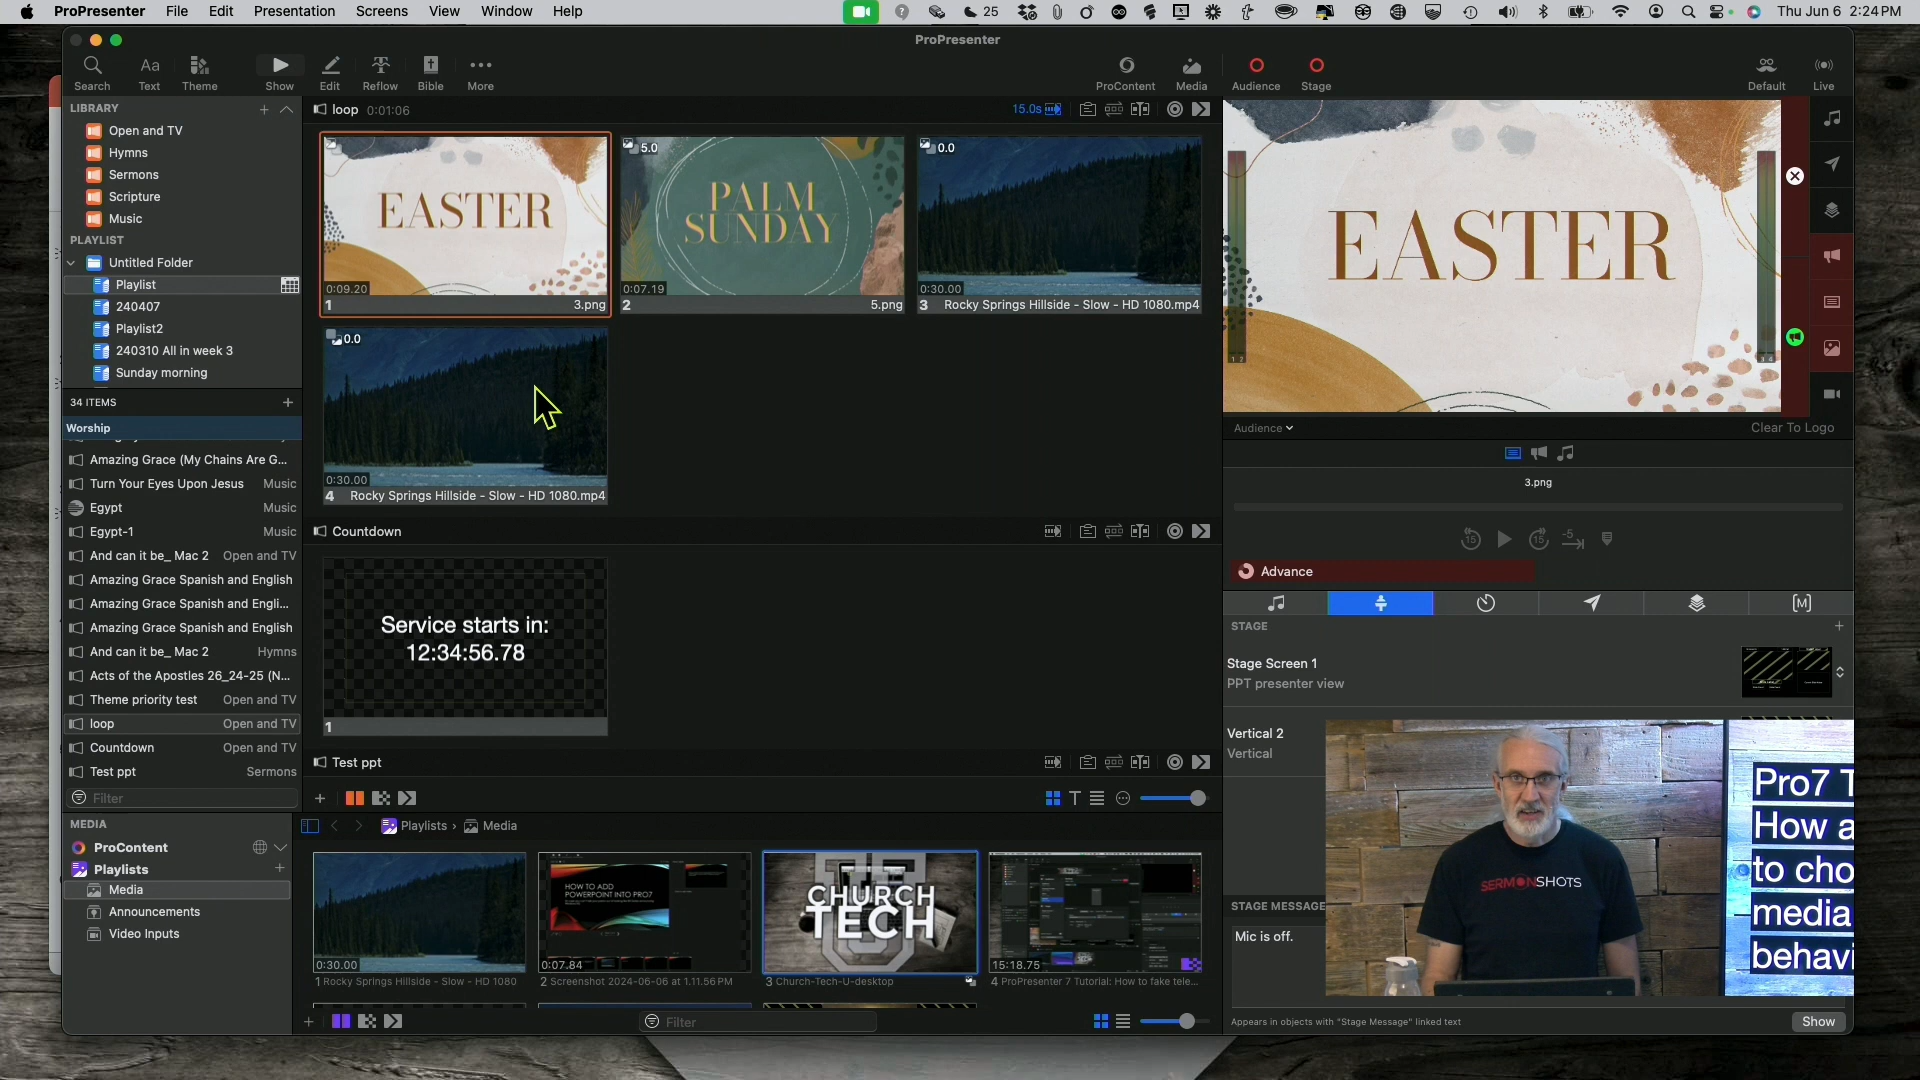 ProPresenter File Edit Presentation Screens View Window Help
25
Thu Jun 6 2:24 PM
ProPresenter
Search Text Theme Show Edit Reflow Bible More
ProContent Media Audience Stage Default Live
LIBRARY
Open and TV
Hymns
Sermons
Scripture
Music
PLAYLIST
Untitled Folder
Playlist
240407
Playlist2
240310 All in week 3
Sunday morning
34 ITEMS
Worship
Amazing Grace (My Chains Are G...
Turn Your Eyes Upon Jesus Music
Egypt Music
Egypt-1 Music
And can it be_ Mac 2 Open and TV
Amazing Grace Spanish and English
Amazing Grace Spanish and Engli...
Amazing Grace Spanish and English
And can it be_ Mac 2 Hymns
Acts of the Apostles 26_24-25 (N...
Theme priority test Open and TV
loop Open and TV
Countdown Open and TV
Test ppt Sermons
Filter
loop 0:01:06
15.0s
EASTER
0:09.20
1 3.png
5.0
PALM
SUNDAY
0:07.19
2 5.png
0.0
0:30.00
3 Rocky Springs Hillside - Slow - HD 1080.mp4
0.0
0:30.00
4 Rocky Springs Hillside - Slow - HD 1080.mp4
Countdown
Service starts in:
12:34:56.78
1
Test ppt
MEDIA
ProContent
Playlists
Media
Announcements
Video Inputs
Playlists › Media
0:30.00
1 Rocky Springs Hillside - Slow - HD 1080
HOW TO ADD
POWERPOINT INTO PRO7
0:07.84
2 Screenshot 2024-06-06 at 1.11.56 PM
CHURCH
TECH
3 Church-Tech-U-desktop
15:18.75
4 ProPresenter 7 Tutorial: How to fake tele...
Filter
EASTER
1 2
3 4
Audience
Clear To Logo
3.png
15 15 -5
Advance
[M]
STAGE
Stage Screen 1
PPT presenter view
Vertical 2
Vertical
STAGE MESSAGE
Mic is off.
SERMONSHOTS
Pro7 T
How a
to cho
media
behavi
Appears in objects with "Stage Message" linked text
Show